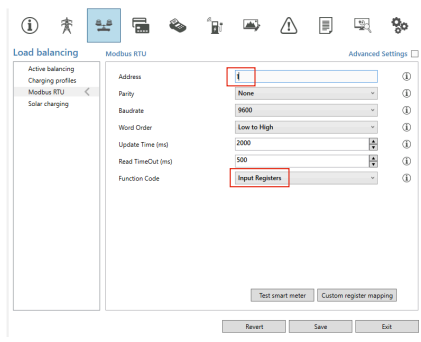 Load balancing
Modbus RTU
Advanced Settings
Active balancing
Charging profiles
Modbus RTU
Solar charging
Address
1
Parity
None
Baudrate
9600
Word Order
Low to High
Update Time (ms)
2000
Read TimeOut (ms)
500
Function Code
Input Registers
Test smart meter
Custom register mapping
Revert
Save
Exit